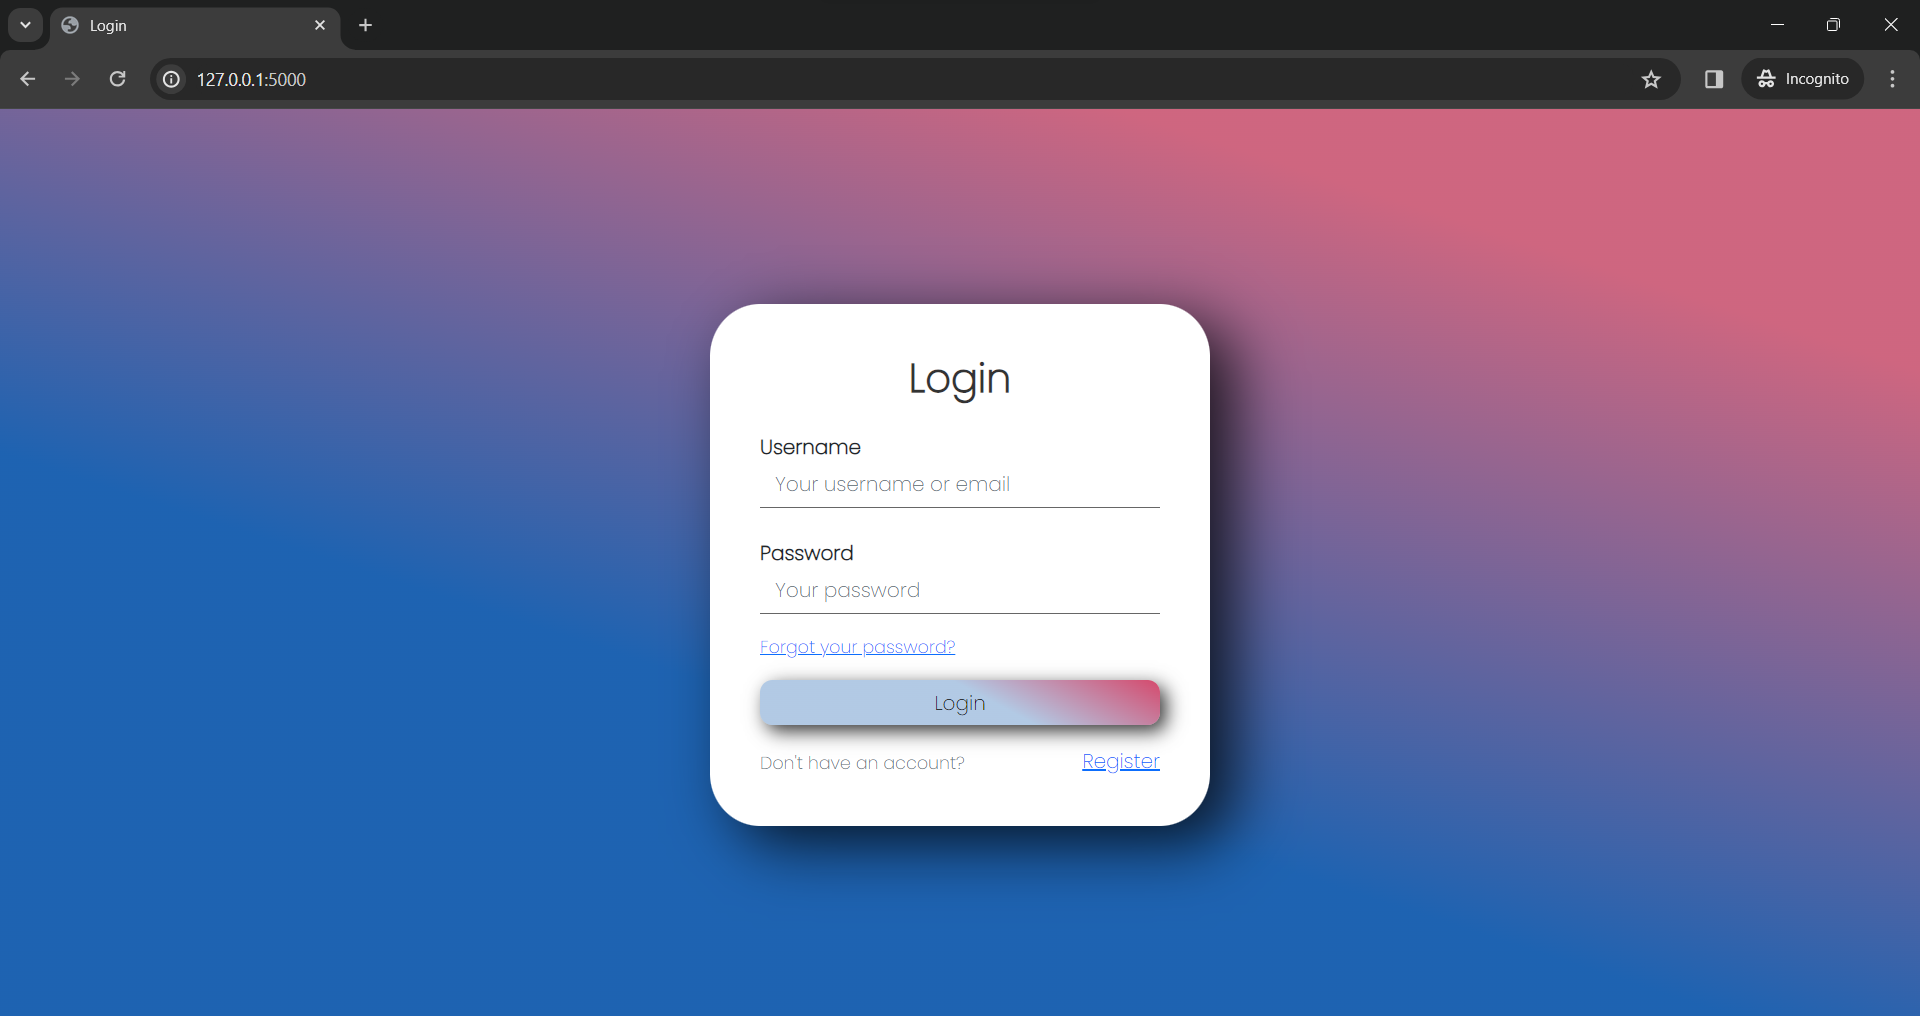 Login
127.0.0.1:5000
Incognito
Login
Username
Your username or email
Password
Your password
Forgot your password?
Login
Don't have an account? Register